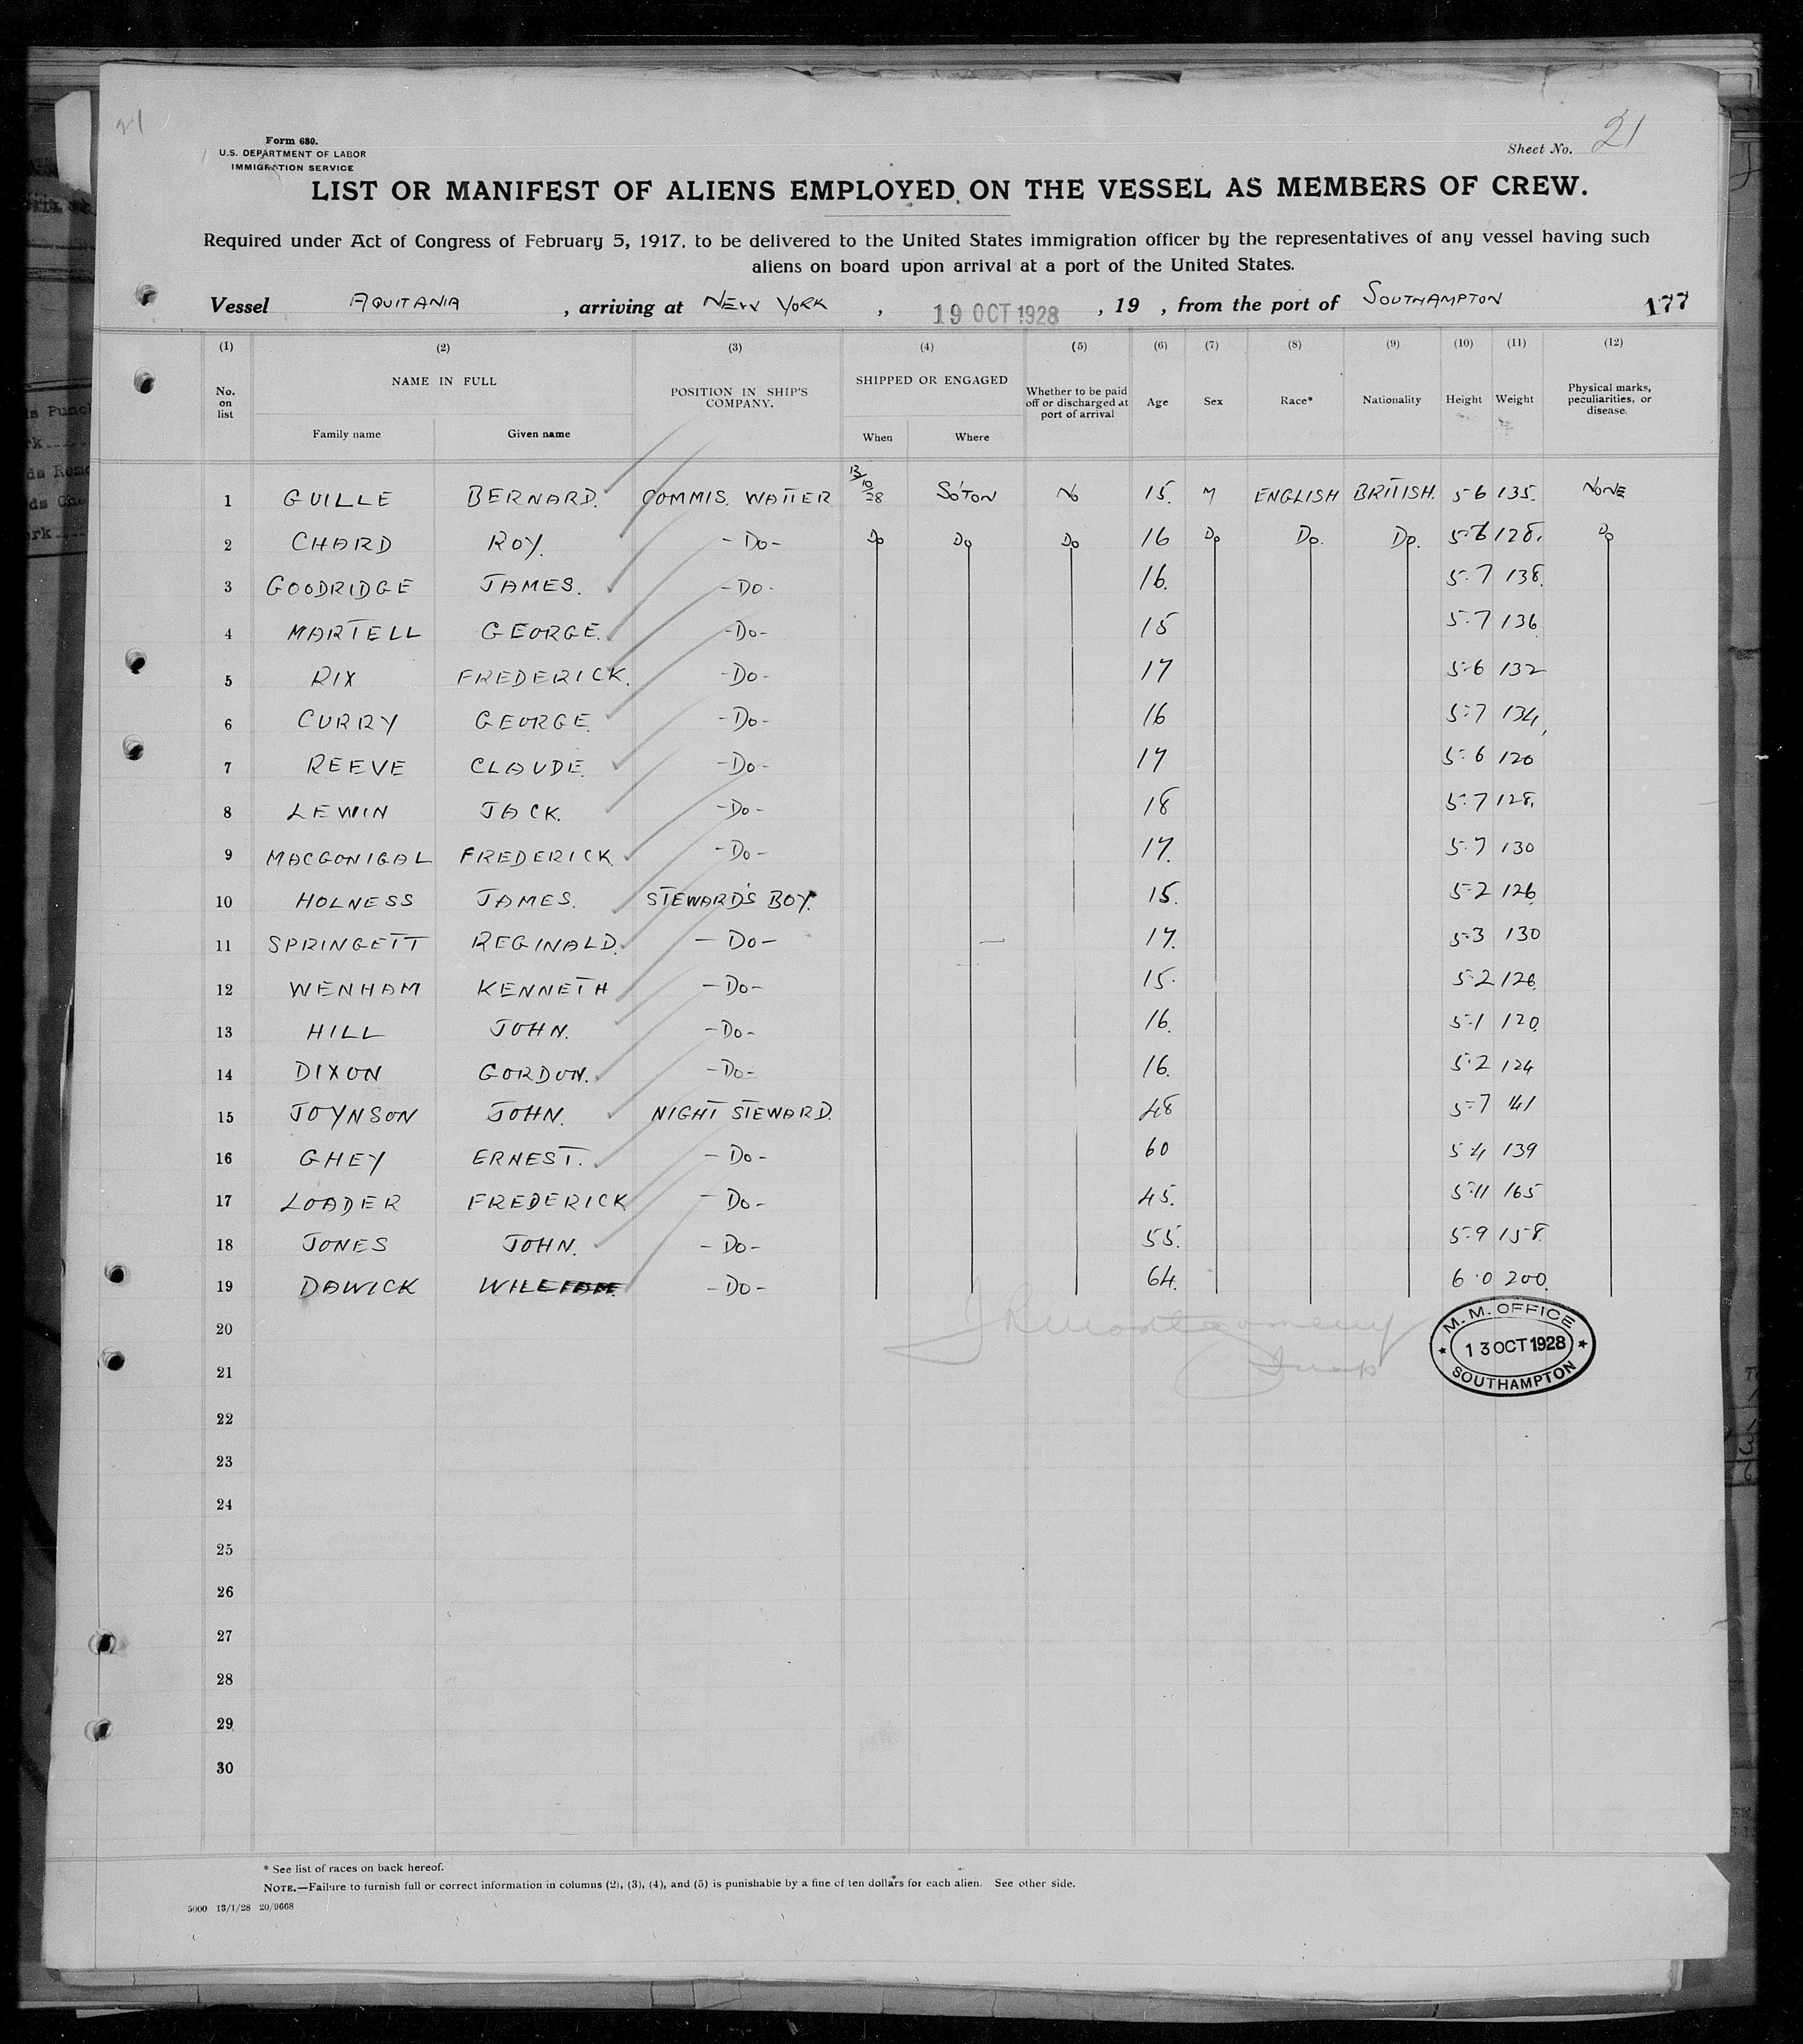 21
Form 680.
U.S. DEPARTMENT OF LABOR
IMMIGRATION SERVICE
Sheet No. 21
LIST OR MANIFEST OF ALIENS EMPLOYED ON THE VESSEL AS MEMBERS OF CREW.
Required under Act of Congress of February 5, 1917, to be delivered to the United States immigration officer by the representatives of any vessel having such
aliens on board upon arrival at a port of the United States.
Vessel AQUITANIA , arriving at NEW YORK , 19 OCT 1928 , 19 , from the port of SOUTHAMPTON 177
(1) (2) (3) (4) (5) (6) (7) (8) (9) (10) (11) (12)
No. on list NAME IN FULL Family name Given name POSITION IN SHIP'S COMPANY. SHIPPED OR ENGAGED When Where Whether to be paid off or discharged at port of arrival Age Sex Race* Nationality Height Weight Physical marks, peculiarities, or disease.
1 GUILLE BERNARD. COMMIS. WAITER 13/10/28 SO'TON NO 15. M ENGLISH BRITISH. 5-6 135. NONE
2 CHARD ROY. -DO- DO DO DO 16 DO DO. DO. 5-6 128. DO
3 GOODRIDGE JAMES. -DO- 16. 5-7 138.
4 MARTELL GEORGE. -DO- 15 5-7 136
5 RIX FREDERICK. -DO- 17 5-6 132
6 CURRY GEORGE. -DO- 16 5-7 134
7 REEVE CLAUDE. -DO- 17 5-6 120
8 LEWIN JACK. -DO- 18 5-7 128.
9 MACGONIGAL FREDERICK. -DO- 17. 5-7 130
10 HOLNESS JAMES. STEWARD'S BOY. 15. 5-2 126
11 SPRINGETT REGINALD. -DO- 17. 5-3 130
12 WENHAM KENNETH -DO- 15. 5-2 126
13 HILL JOHN. -DO- 16. 5-1 120
14 DIXON GORDON. -DO- 16. 5-2 124
15 JOYNSON JOHN. NIGHT STEWARD. 48 5-7 141
16 GHEY ERNEST. -DO- 60 5-4 139
17 LOADER FREDERICK -DO- 45. 5-11 165
18 JONES JOHN. -DO- 55. 5-9 158.
19 DAWICK WILLIAM. -DO- 64. 6-0 200.
20
21
22
23
24
25
26
27
28
29
30
M. M. OFFICE
13 OCT 1928
SOUTHAMPTON
* See list of races on back hereof.
NOTE.—Failure to furnish full or correct information in columns (2), (3), (4), and (5) is punishable by a fine of ten dollars for each alien. See other side.
5000 13/1/28 20/9668